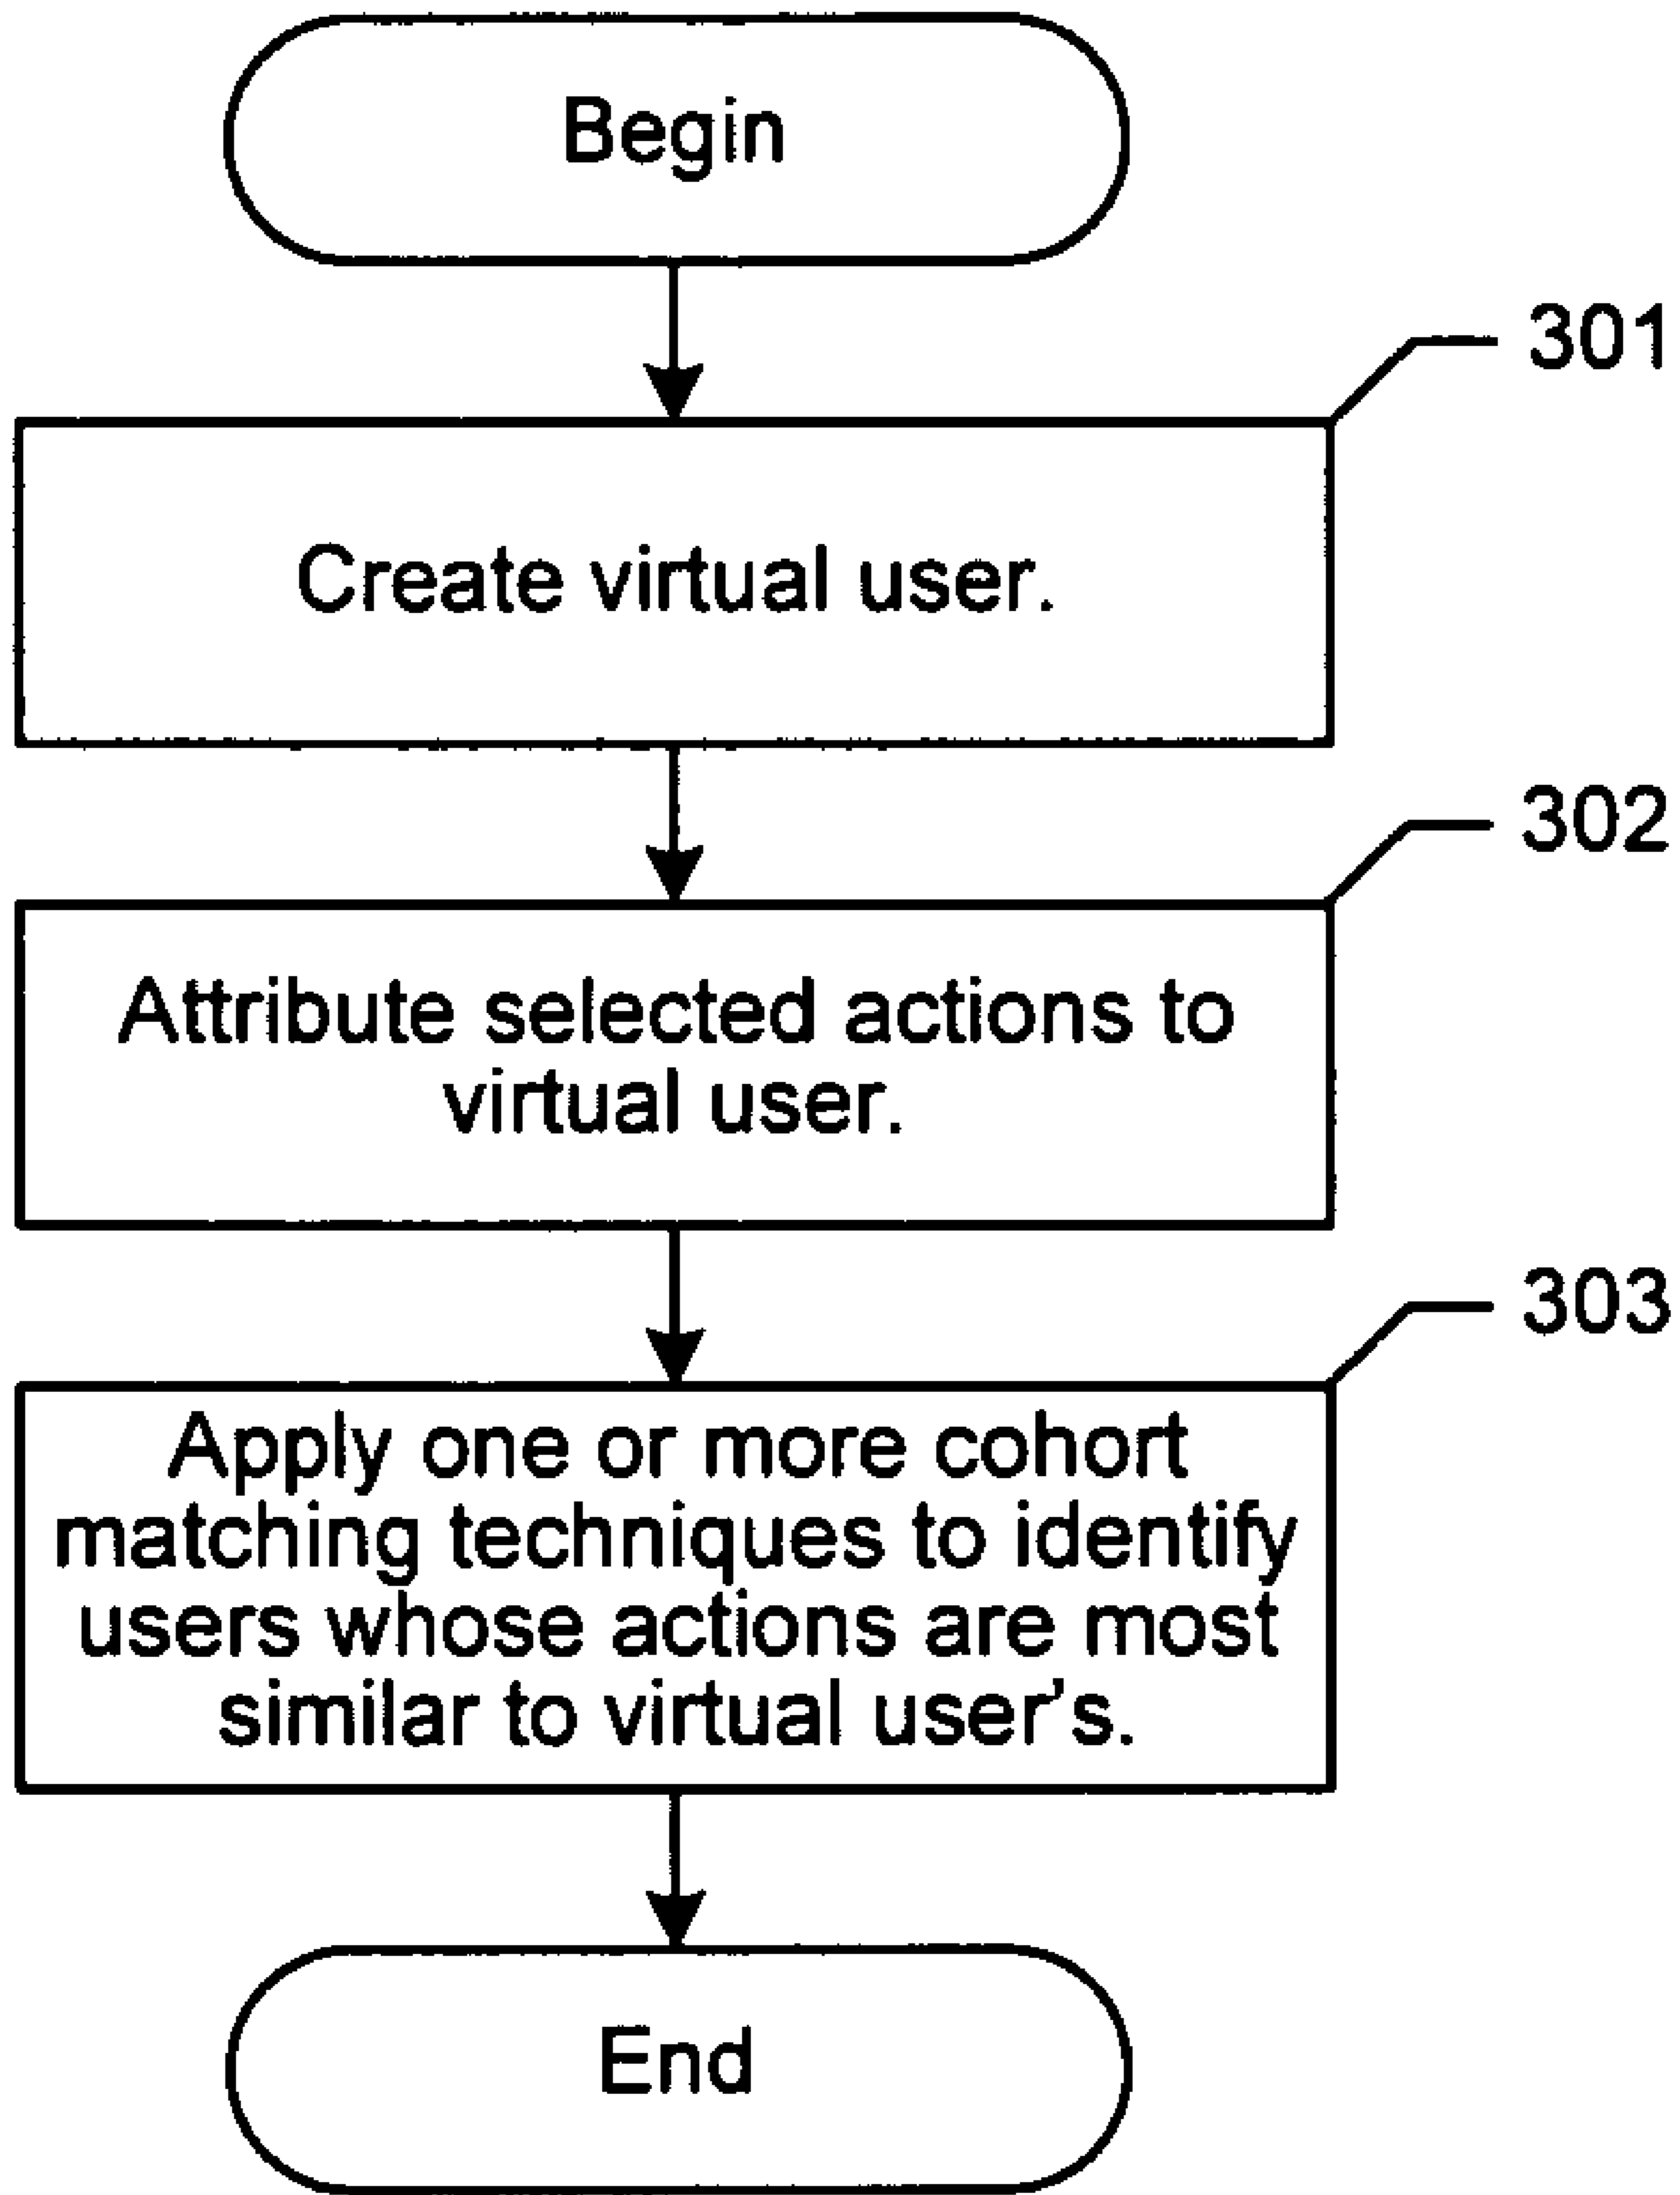 Begin
301
Create virtual user.
302
Attribute selected actions to
virtual user.
303
Apply one or more cohort
matching techniques to identify
users whose actions are most
similar to virtual user's.
End